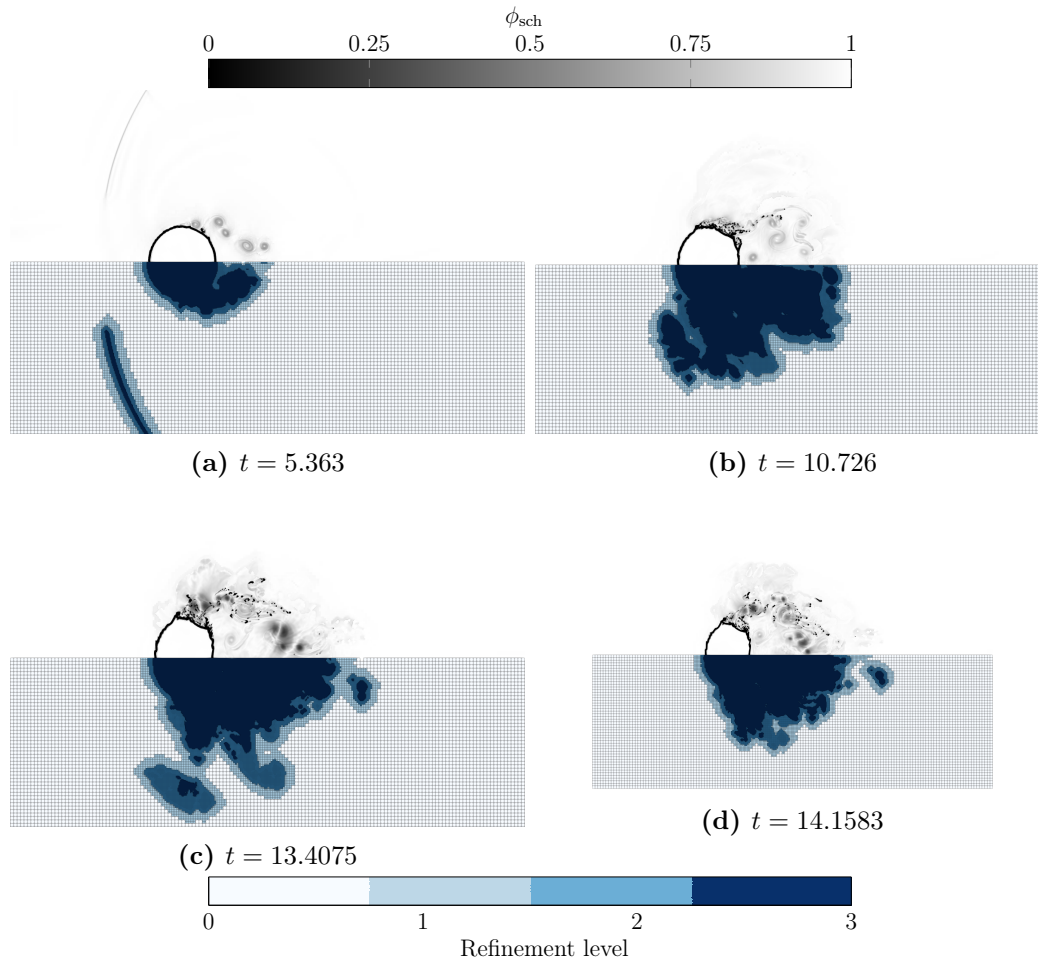 ϕsch
0 0.25 0.5 0.75 1
(a) t = 5.363
(b) t = 10.726
(c) t = 13.4075
(d) t = 14.1583
0 1 2 3
Refinement level